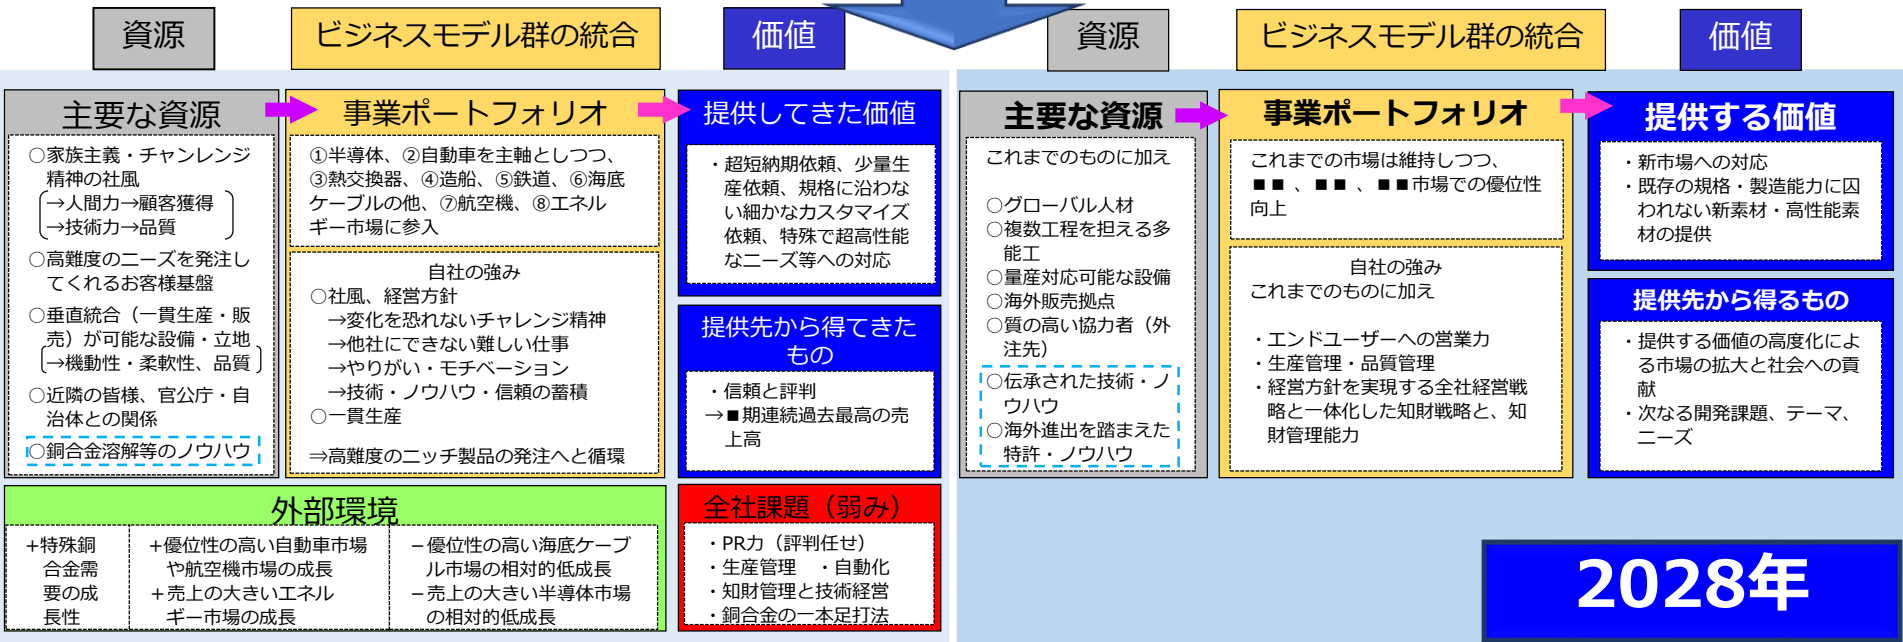 資源
ビジネスモデル群の統合
価値
主要な資源
○家族主義・チャンレンジ
精神の社風
→人間力→顧客獲得
→技術力→品質
○高難度のニーズを発注し
てくれるお客様基盤
○垂直統合（一貫生産・販
売）が可能な設備・立地
→機動性・柔軟性、品質
○近隣の皆様、官公庁・自
治体との関係
○銅合金溶解等のノウハウ
事業ポートフォリオ
①半導体、②自動車を主軸としつつ、
③熱交換器、④造船、⑤鉄道、⑥海底
ケーブルの他、⑦航空機、⑧エネル
ギー市場に参入
自社の強み
○社風、経営方針
→変化を恐れないチャレンジ精神
→他社にできない難しい仕事
→やりがい・モチベーション
→技術・ノウハウ・信頼の蓄積
○一貫生産
⇒高難度のニッチ製品の発注へと循環
提供してきた価値
・超短納期依頼、少量生
産依頼、規格に沿わな
い細かなカスタマイズ
依頼、特殊で超高性能
なニーズ等への対応
提供先から得てきた
もの
・信頼と評判
→■期連続過去最高の売
上高
外部環境
+特殊銅
合金需
要の成
長性
+優位性の高い自動車市場
や航空機市場の成長
+売上の大きいエネル
ギー市場の成長
−優位性の高い海底ケーブ
ル市場の相対的低成長
−売上の大きい半導体市場
の相対的低成長
全社課題（弱み）
・PR力（評判任せ）
・生産管理　・自動化
・知財管理と技術経営
・銅合金の一本足打法
資源
ビジネスモデル群の統合
価値
主要な資源
これまでのものに加え
○グローバル人材
○複数工程を担える多
能工
○量産対応可能な設備
○海外販売拠点
○質の高い協力者（外
注先）
○伝承された技術・ノ
ウハウ
○海外進出を踏まえた
特許・ノウハウ
事業ポートフォリオ
これまでの市場は維持しつつ、
■■ 、■■ 、■■市場での優位性
向上
自社の強み
これまでのものに加え
・エンドユーザーへの営業力
・生産管理・品質管理
・経営方針を実現する全社経営戦
略と一体化した知財戦略と、知
財管理能力
提供する価値
・新市場への対応
・既存の規格・製造能力に囚
われない新素材・高性能素
材の提供
提供先から得るもの
・提供する価値の高度化によ
る市場の拡大と社会への貢
献
・次なる開発課題、テーマ、
ニーズ
2028年